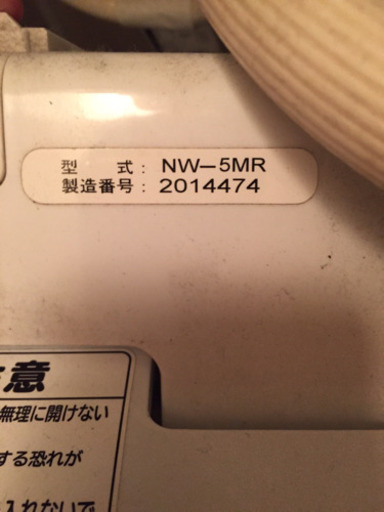 型 式: NW-5MR
製造番号: 2014474
意
無理に開けない
する恐れが
入れないで